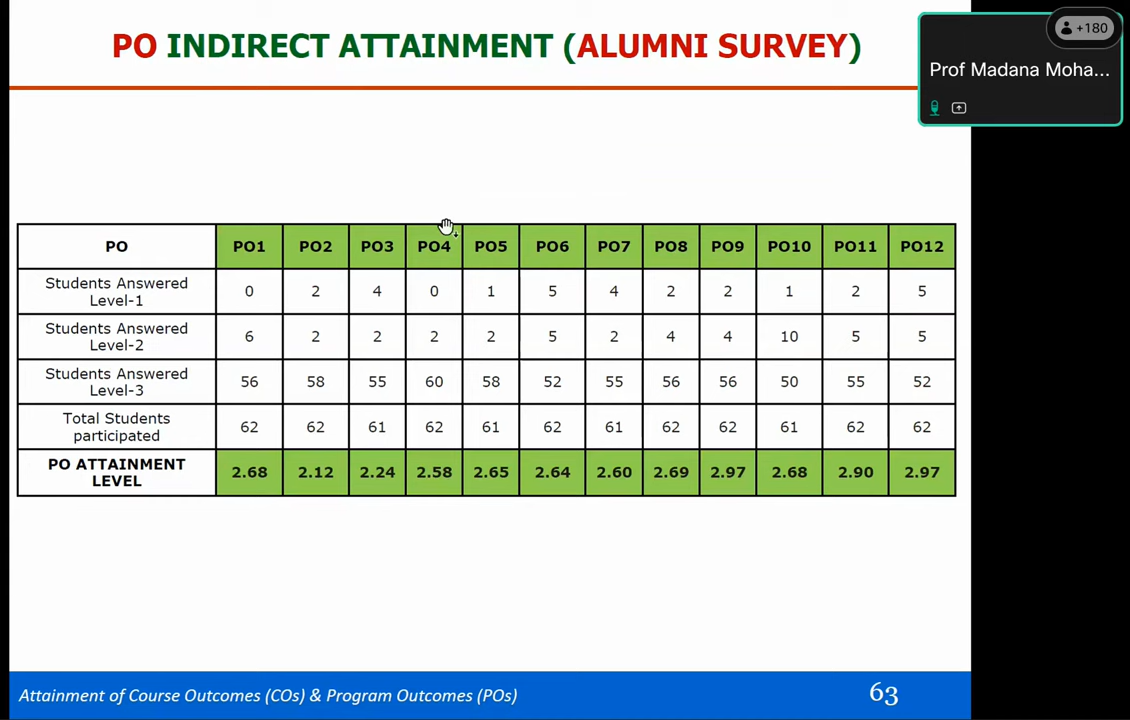 PO INDIRECT ATTAINMENT (ALUMNI SURVEY)
+180
Prof Madana Moha...
PO PO1 PO2 PO3 PO4 PO5 PO6 PO7 PO8 PO9 PO10 PO11 PO12
Students Answered
Level-1
0 2 4 0 1 5 4 2 2 1 2 5
Students Answered
Level-2
6 2 2 2 2 5 2 4 4 10 5 5
Students Answered
Level-3
56 58 55 60 58 52 55 56 56 50 55 52
Total Students
participated
62 62 61 62 61 62 61 62 62 61 62 62
PO ATTAINMENT
LEVEL
2.68 2.12 2.24 2.58 2.65 2.64 2.60 2.69 2.97 2.68 2.90 2.97
Attainment of Course Outcomes (COs) & Program Outcomes (POs)
63